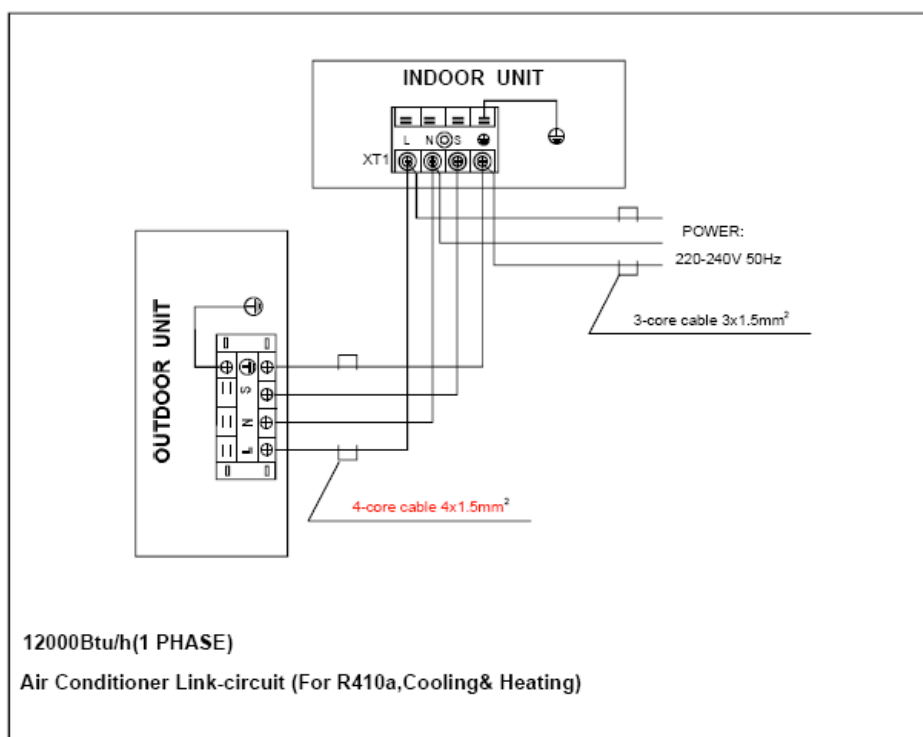 INDOOR UNIT
L N S
XT1
POWER:
220-240V 50Hz
3-core cable 3x1.5mm²
OUTDOOR UNIT
S
N
L
4-core cable 4x1.5mm²
12000Btu/h(1 PHASE)
Air Conditioner Link-circuit (For R410a,Cooling& Heating)